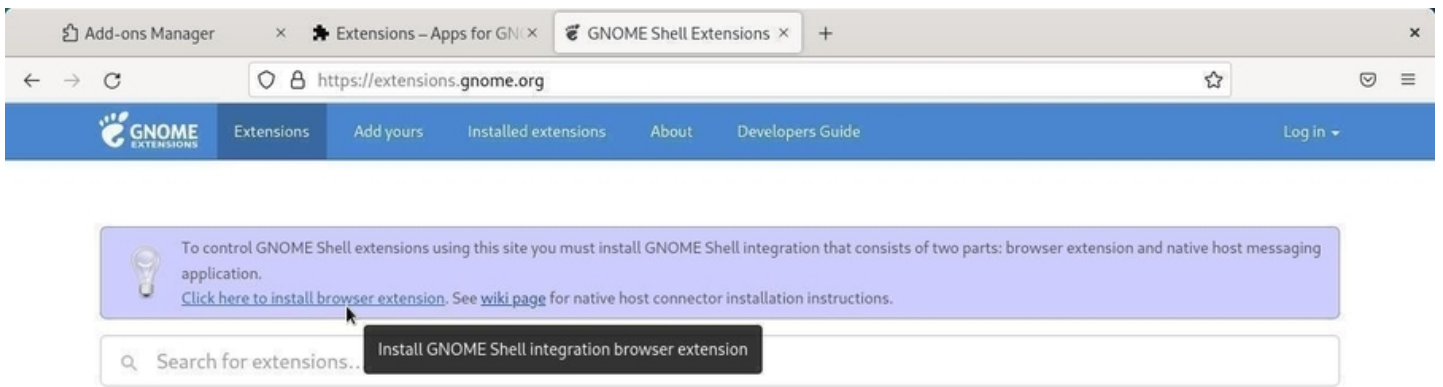 Add-ons Manager
Extensions – Apps for GN
GNOME Shell Extensions
https://extensions.gnome.org
GNOME
EXTENSIONS
Extensions
Add yours
Installed extensions
About
Developers Guide
Log in
To control GNOME Shell extensions using this site you must install GNOME Shell integration that consists of two parts: browser extension and native host messaging
application.
Click here to install browser extension. See wiki page for native host connector installation instructions.
Search for extensions...
Install GNOME Shell integration browser extension